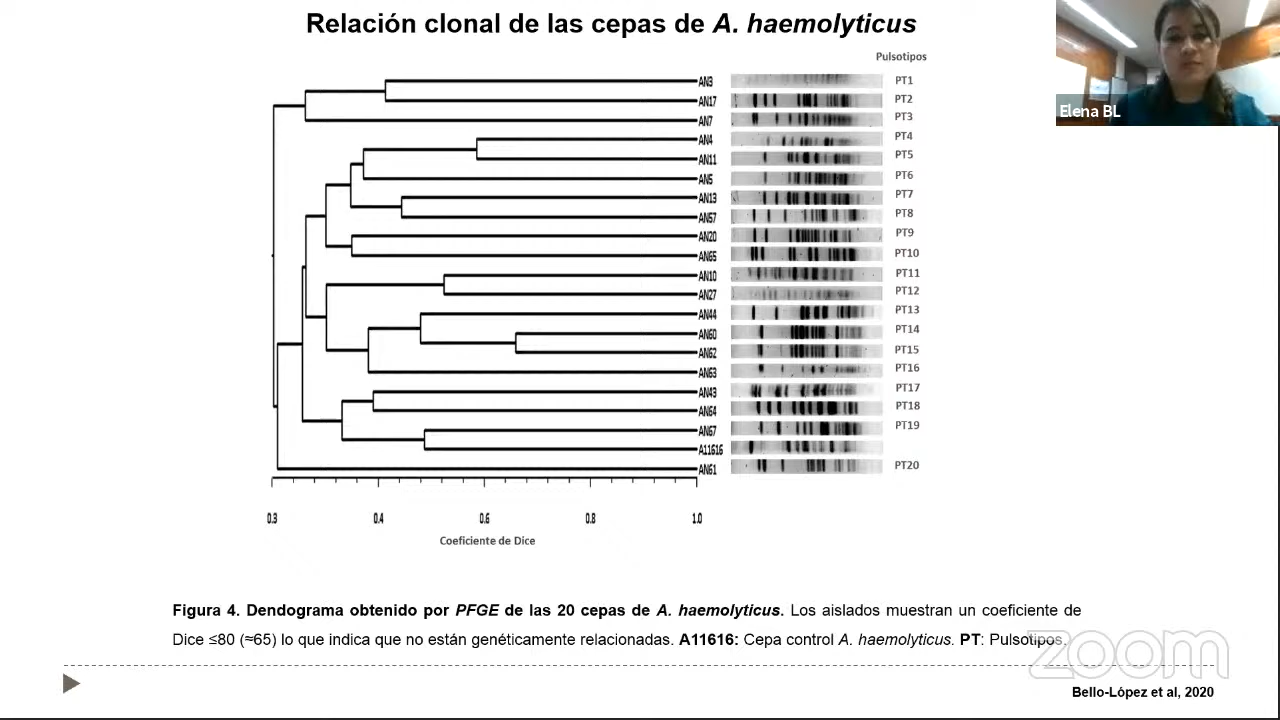 Relación clonal de las cepas de A. haemolyticus
Elena BL
Pulsotipos
AN3 PT1
AN17 PT2
AN7 PT3
AN4 PT4
AN11 PT5
AN5 PT6
AN13 PT7
AN57 PT8
AN20 PT9
AN65 PT10
AN10 PT11
AN27 PT12
AN44 PT13
AN60 PT14
AN62 PT15
AN63 PT16
AN43 PT17
AN64 PT18
AN67 PT19
A11616
AN61 PT20
0.3 0.4 0.6 0.8 1.0
Coeficiente de Dice
Figura 4. Dendograma obtenido por PFGE de las 20 cepas de A. haemolyticus. Los aislados muestran un coeficiente de
Dice ≤80 (≈65) lo que indica que no están genéticamente relacionadas. A11616: Cepa control A. haemolyticus. PT: Pulsotipos.
zoom
Bello-López et al, 2020